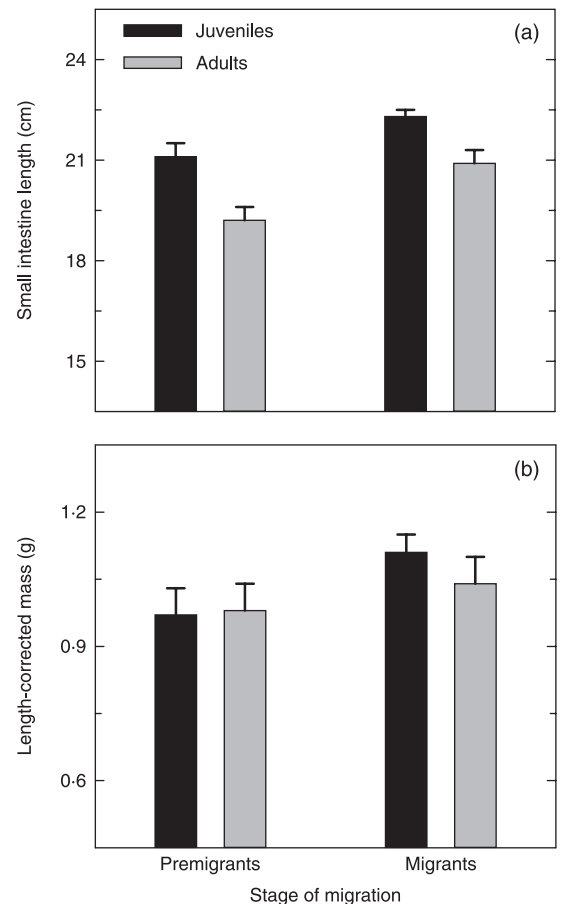 Juveniles
Adults
(a)
24
21
18
15
Small intestine length (cm)
(b)
1·2
0·9
0·6
Length-corrected mass (g)
Premigrants Migrants
Stage of migration